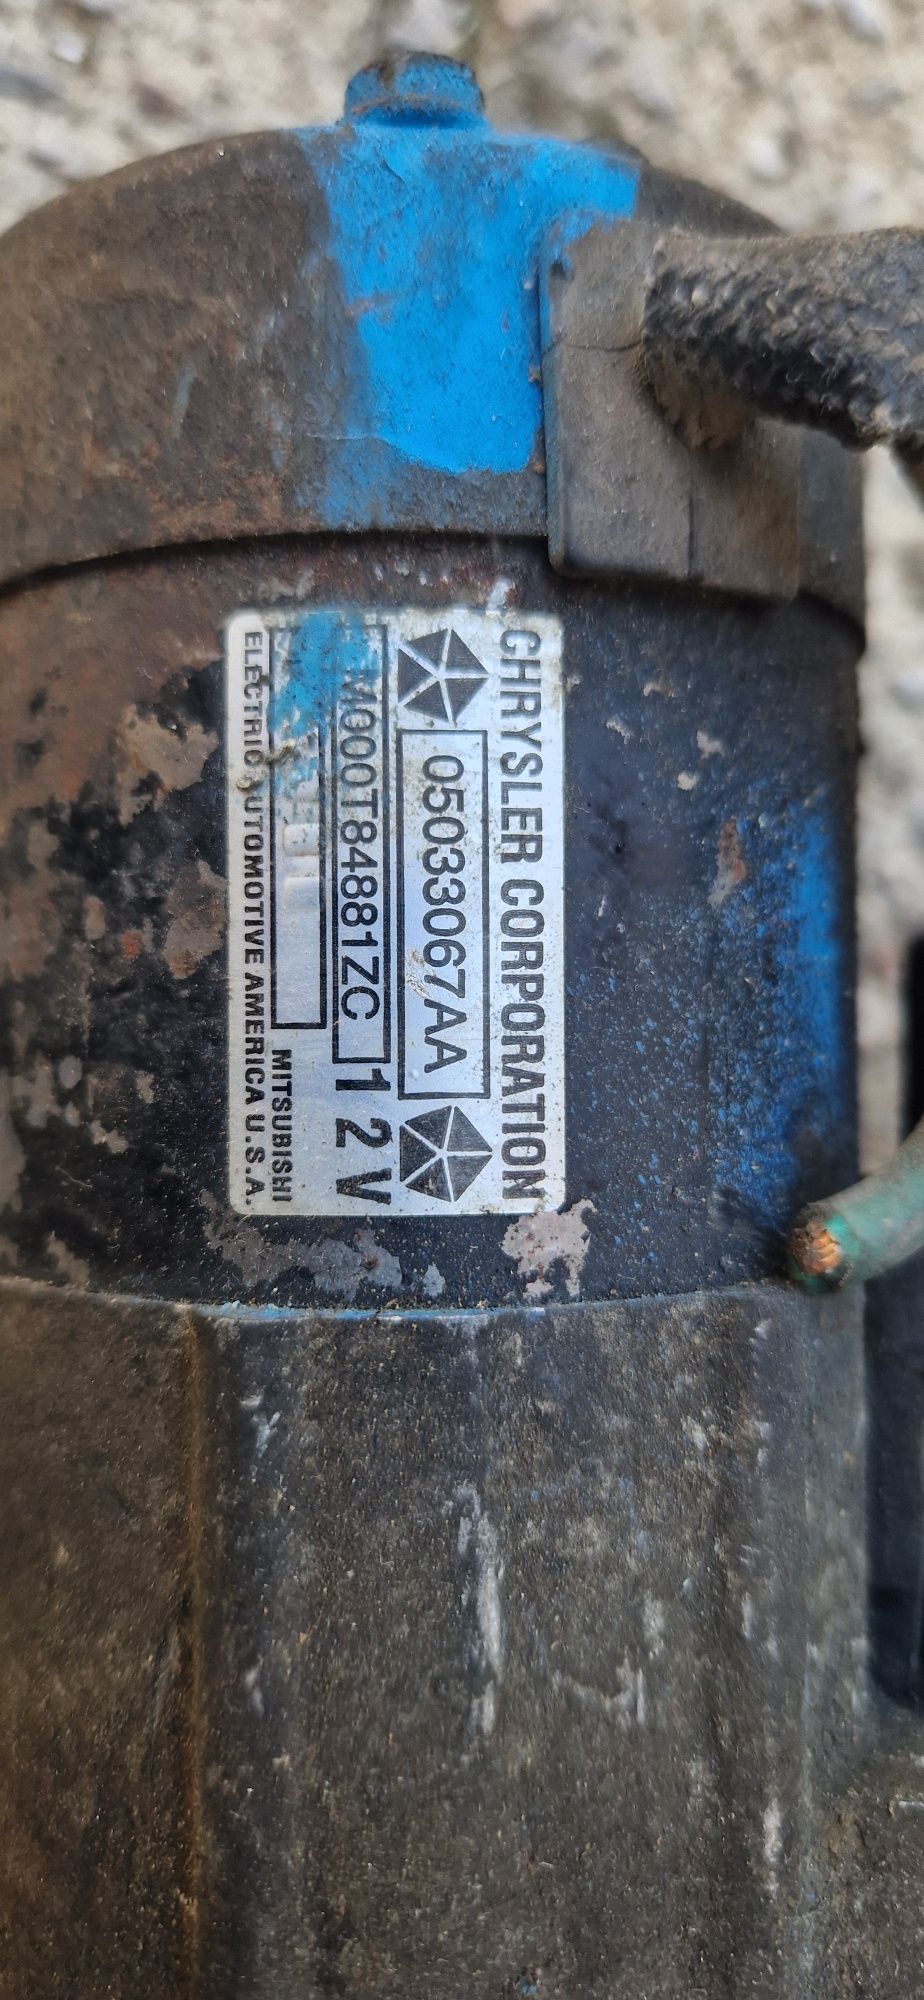 CHRYSLER CORPORATION
05033067AA
M000T84881ZC 12V
MITSUBISHI
ELECTRIC AUTOMOTIVE AMERICA U.S.A.